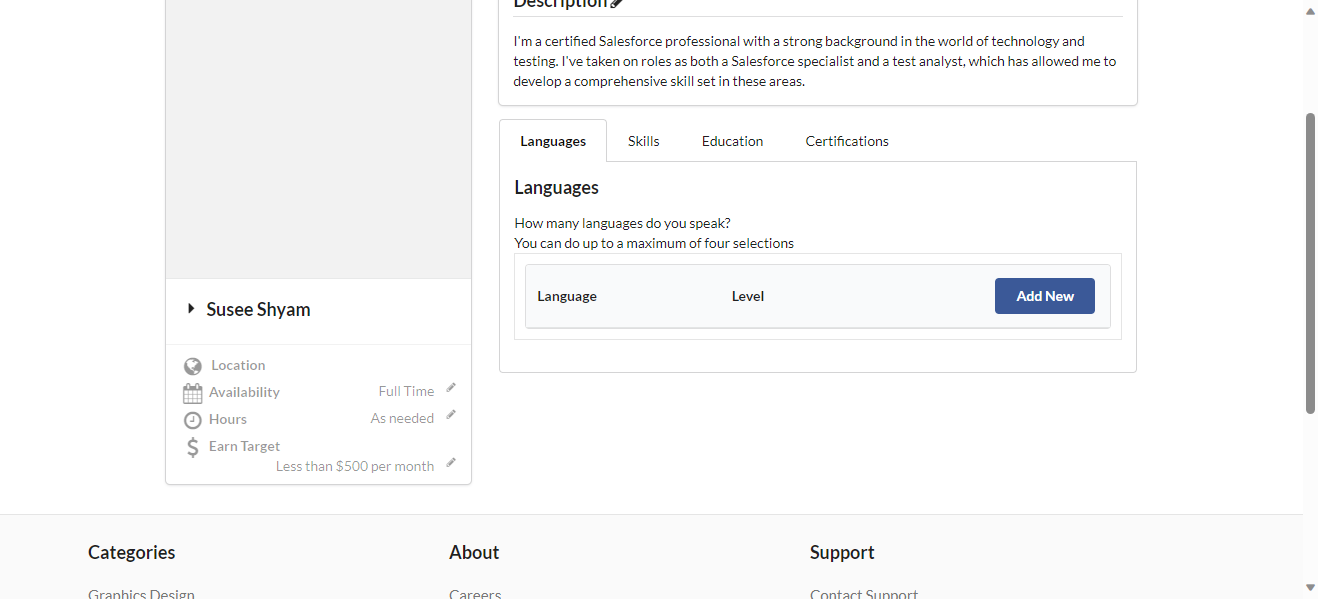 Description
I'm a certified Salesforce professional with a strong background in the world of technology and
testing. I've taken on roles as both a Salesforce specialist and a test analyst, which has allowed me to
develop a comprehensive skill set in these areas.
Languages Skills Education Certifications
Languages
How many languages do you speak?
You can do up to a maximum of four selections
Language Level Add New
Susee Shyam
Location
Availability Full Time
Hours As needed
Earn Target
Less than $500 per month
Categories About Support
Graphics Design Careers Contact Support